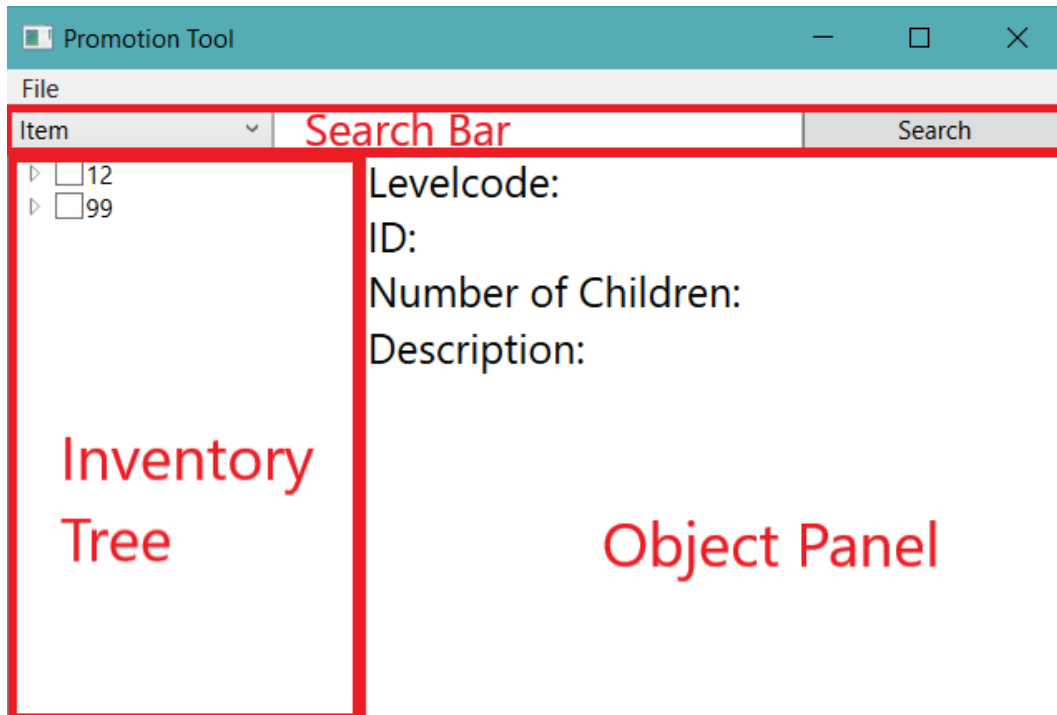 Promotion Tool
File
Item
Search Bar
Search
12
99
Levelcode:
ID:
Number of Children:
Description:
Inventory
Tree
Object Panel